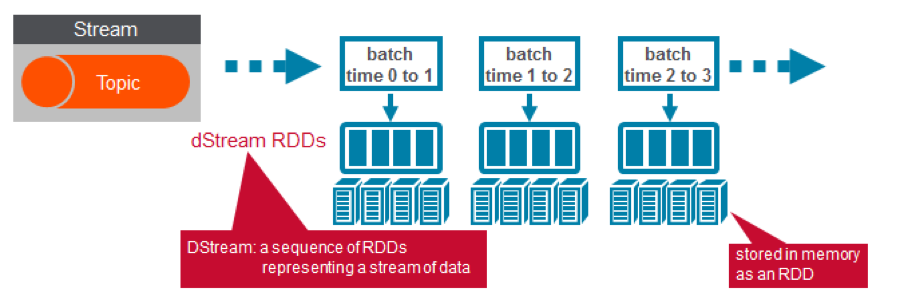 Stream
Topic
batch
time 0 to 1
batch
time 1 to 2
batch
time 2 to 3
dStream RDDs
DStream: a sequence of RDDs
representing a stream of data
stored in memory
as an RDD